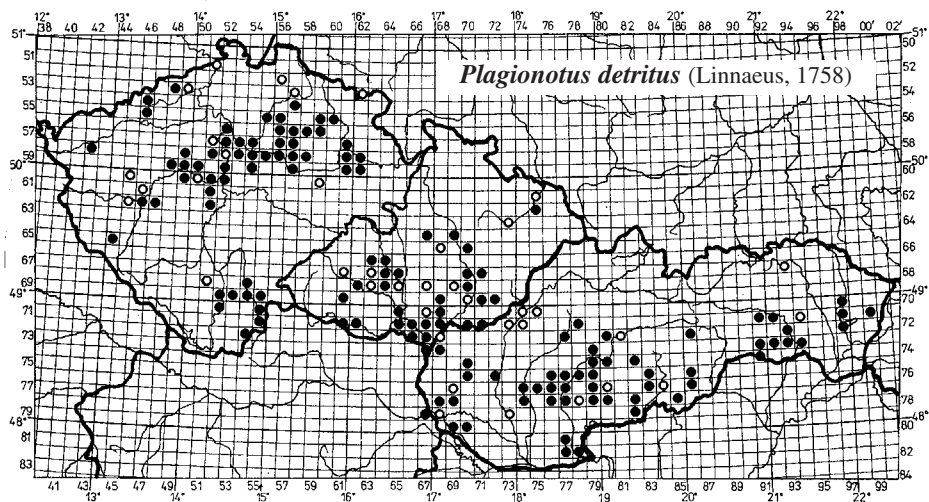 12° 13° 14° 15° 16° 17° 18° 19° 20° 21° 22°
38 40 42 44 46 48 50 52 54 56 58 60 62 64 66 68 70 72 74 76 78 80 82 84 86 88 90 92 94 96 98 00' 02'
Plagionotus detritus (Linnaeus, 1758)
51° 51 53 55 57 59 50° 61 63 65 67 69 49° 71 73 75 77 79 48° 81 83
51° 50 52 54 56 58 50° 60 62 64 66 68 49° 70 72 74 76 78 48° 80 82 84
41 43 45 47 49 51 53 55 57 59 61 63 65 67 69 71 73 75 77 79 81 83 85 87 89 91 93 95 97 99
13° 14° 15° 16 17° 18 19 20° 21° 22°